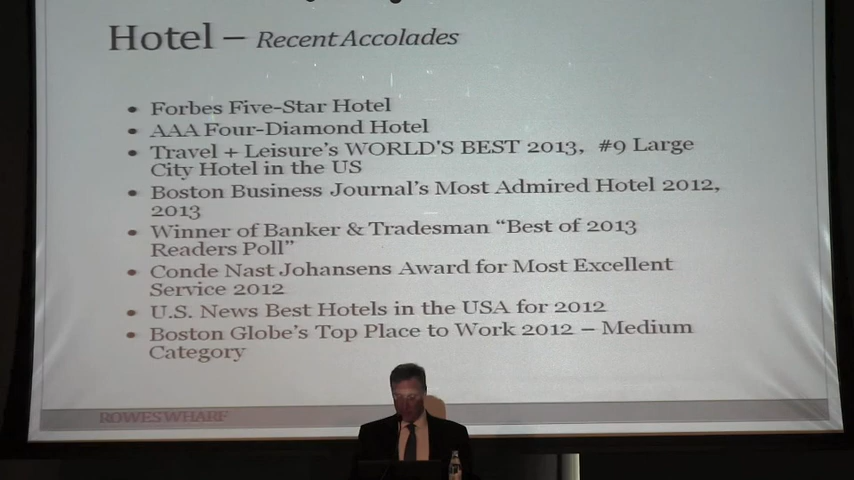 Hotel – Recent Accolades
• Forbes Five-Star Hotel
• AAA Four-Diamond Hotel
• Travel + Leisure's WORLD'S BEST 2013, #9 Large
City Hotel in the US
• Boston Business Journal's Most Admired Hotel 2012,
2013
• Winner of Banker & Tradesman “Best of 2013
Readers Poll”
• Conde Nast Johansens Award for Most Excellent
Service 2012
• U.S. News Best Hotels in the USA for 2012
• Boston Globe's Top Place to Work 2012 – Medium
Category
ROWES WHARF